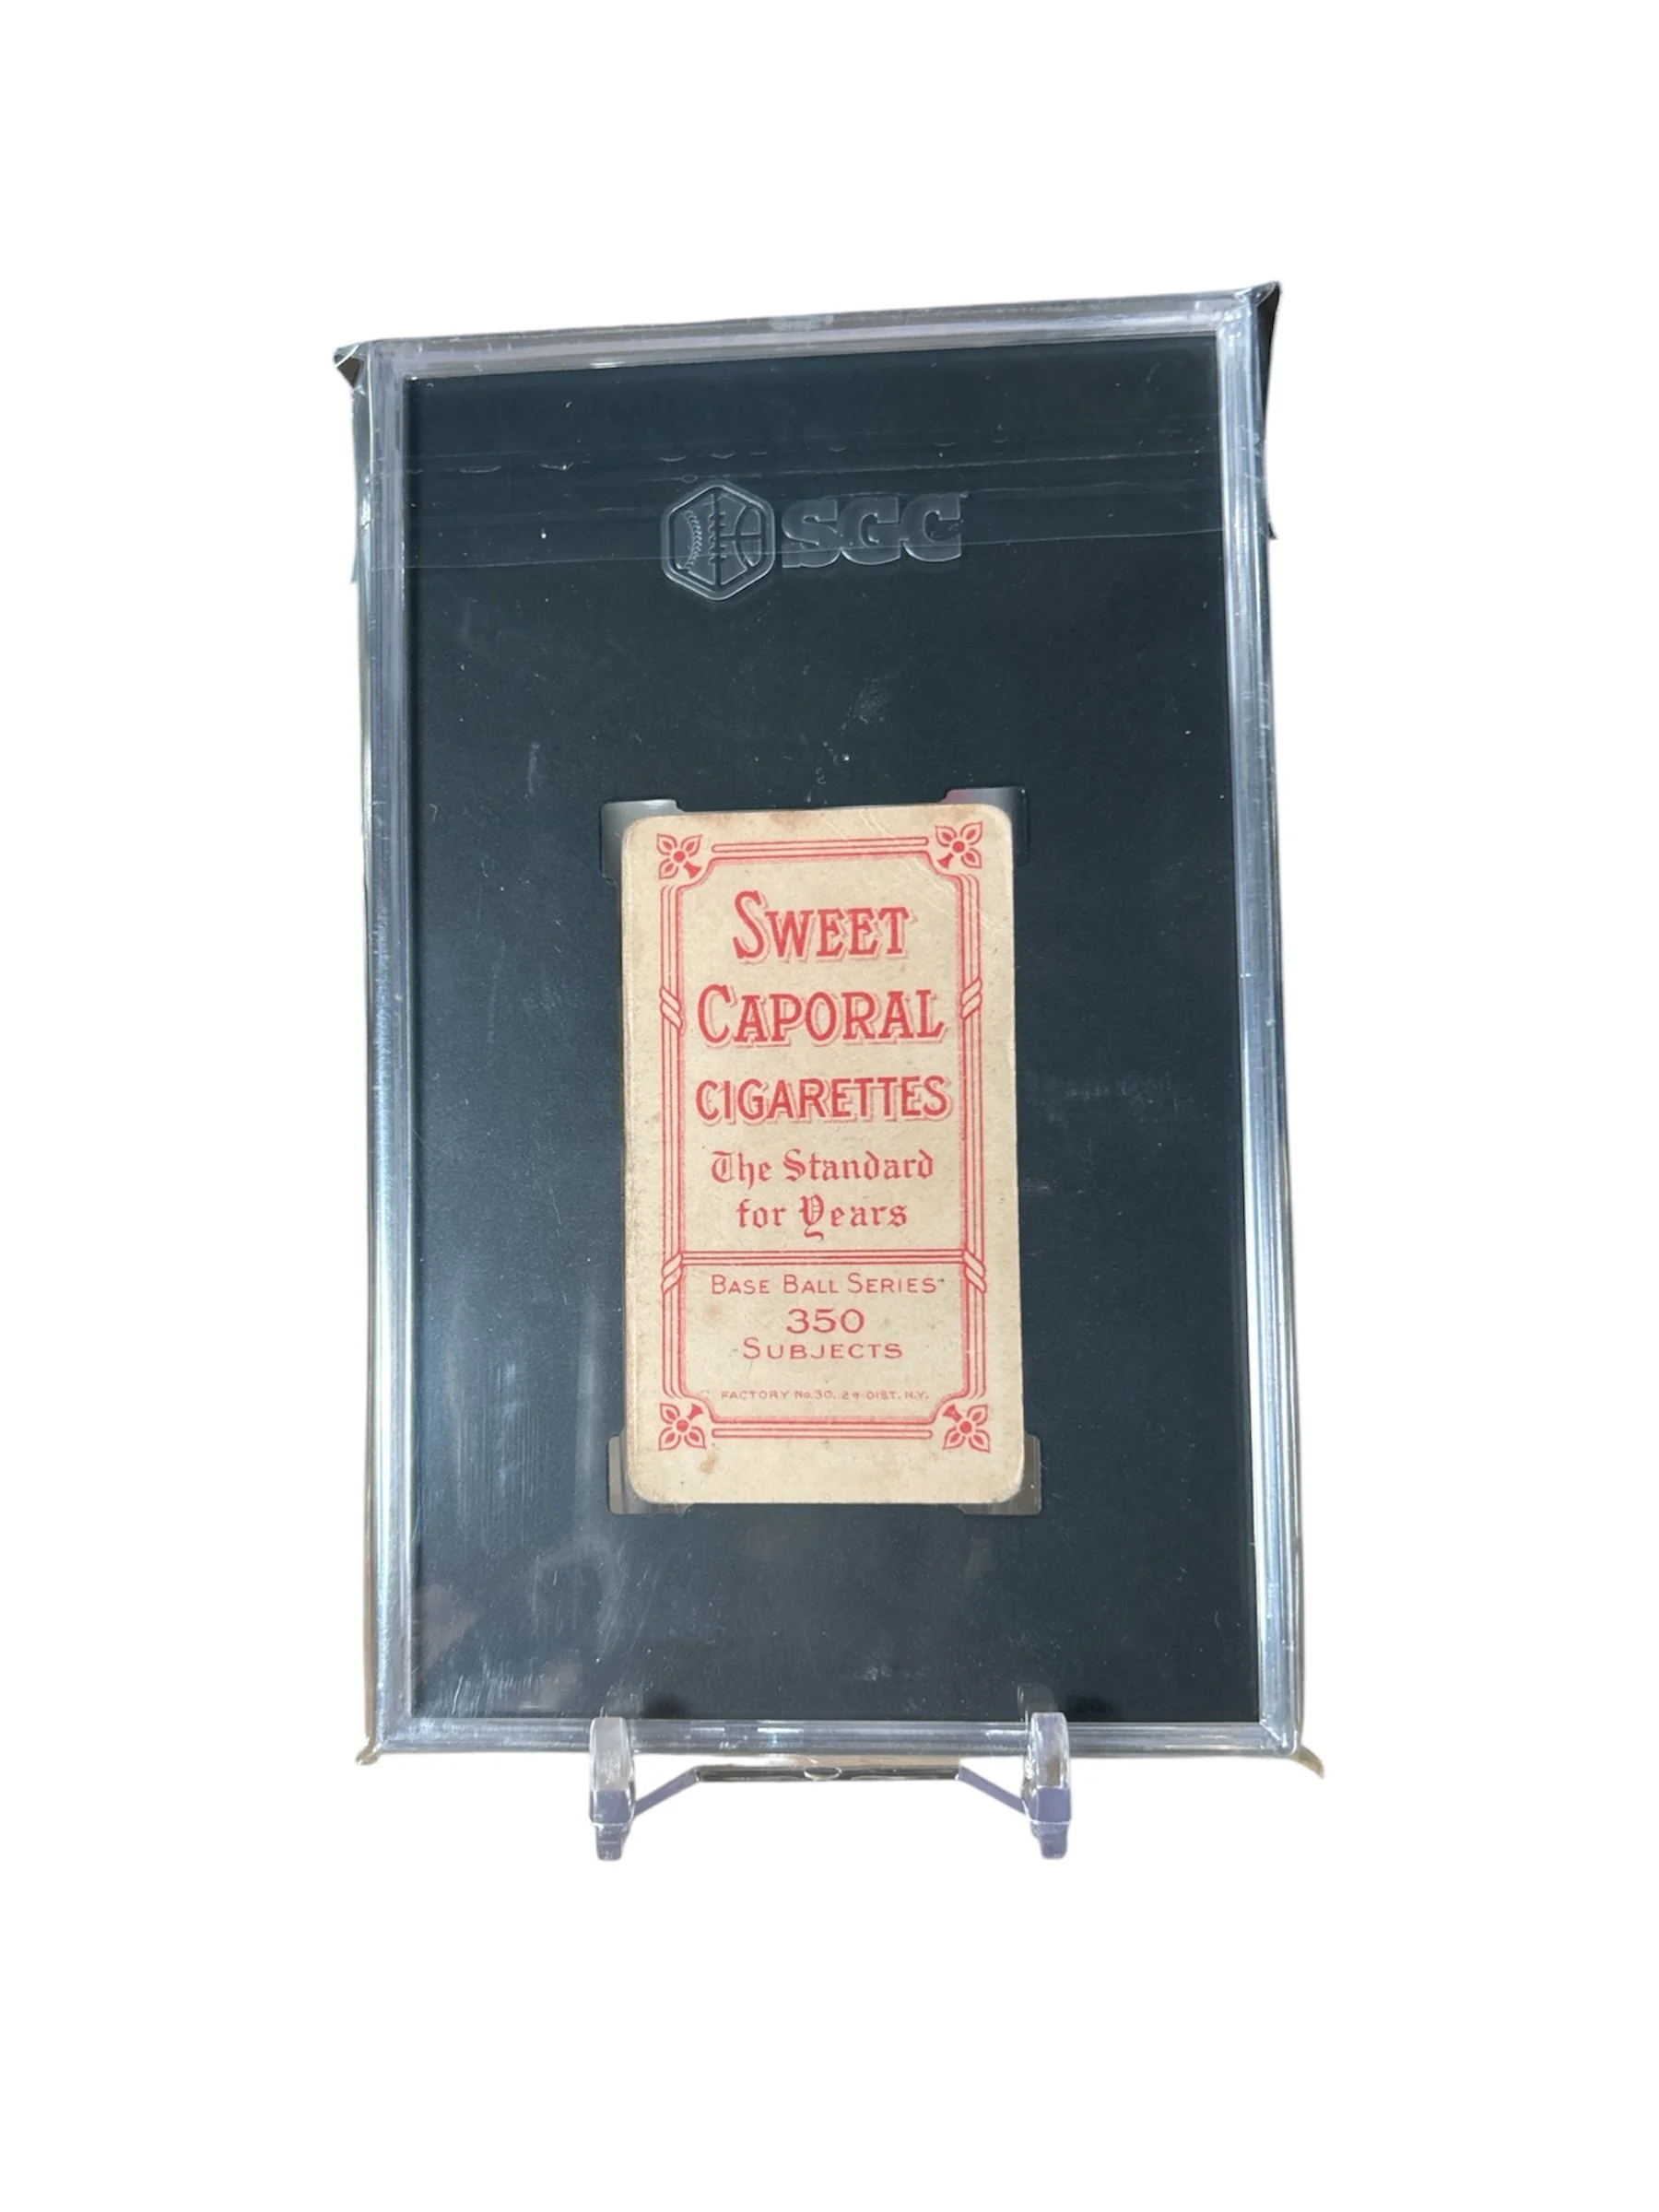 SGC
SWEET
CAPORAL
CIGARETTES
The Standard
for Years
BASE BALL SERIES
350
SUBJECTS
FACTORY No. 30, 2d DIST. N.Y.